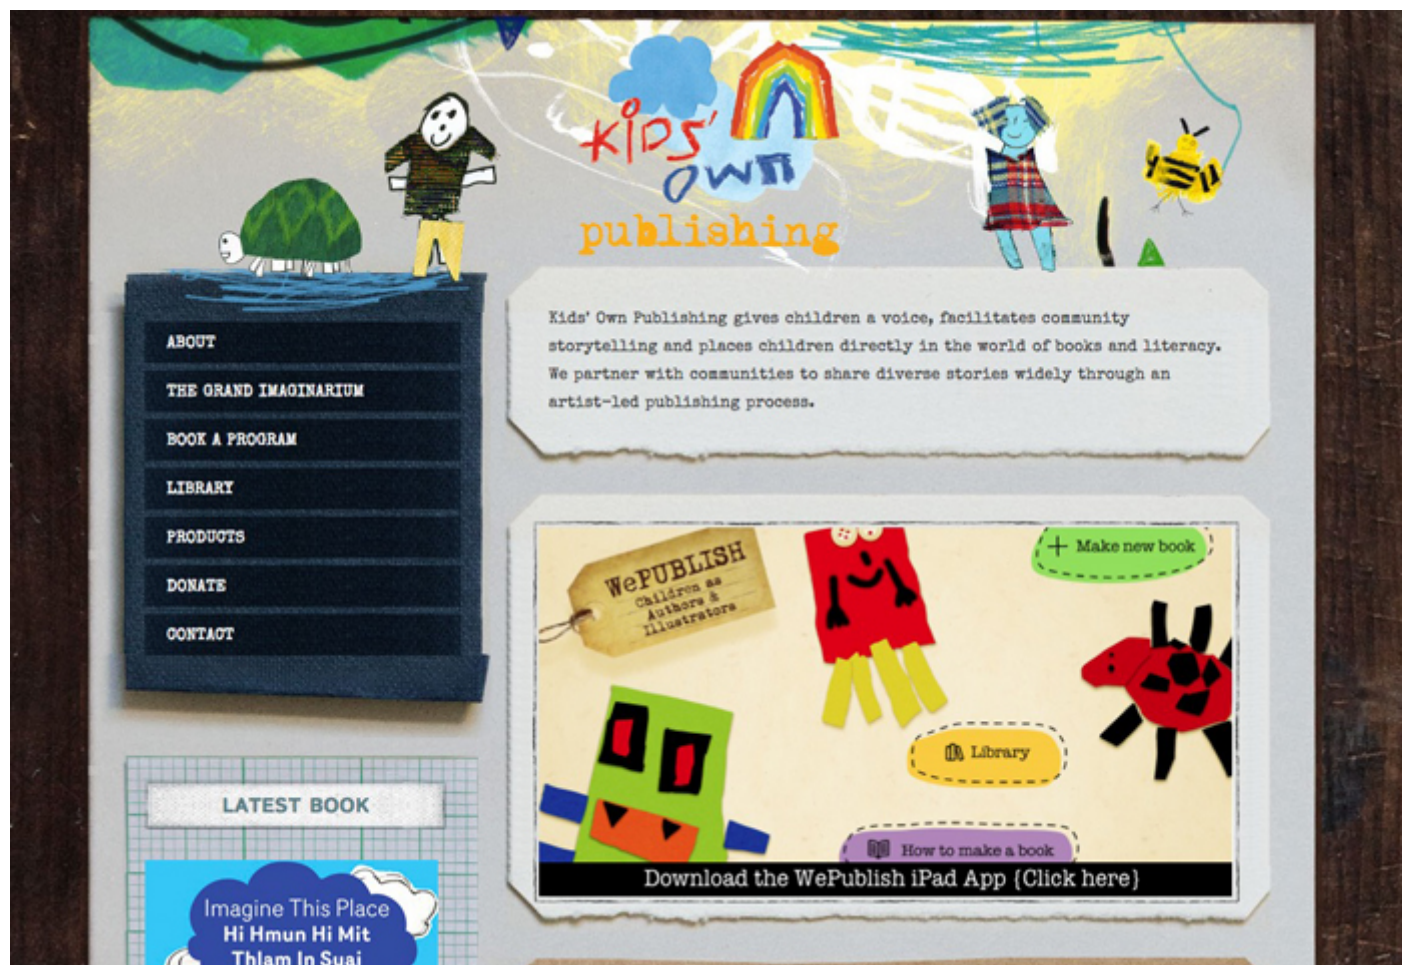 KiDS'
OWN
publishing
ABOUT
THE GRAND IMAGINARIUM
BOOK A PROGRAM
LIBRARY
PRODUCTS
DONATE
CONTACT
Kids' Own Publishing gives children a voice, facilitates community
storytelling and places children directly in the world of books and literacy.
We partner with communities to share diverse stories widely through an
artist-led publishing process.
WePUBLISH
Children as
Authors &
Illustrators
Make new book
Library
How to make a book
Download the WePublish iPad App {Click here}
LATEST BOOK
Imagine This Place
Hi Hmun Hi Mit
Thlam In Suai